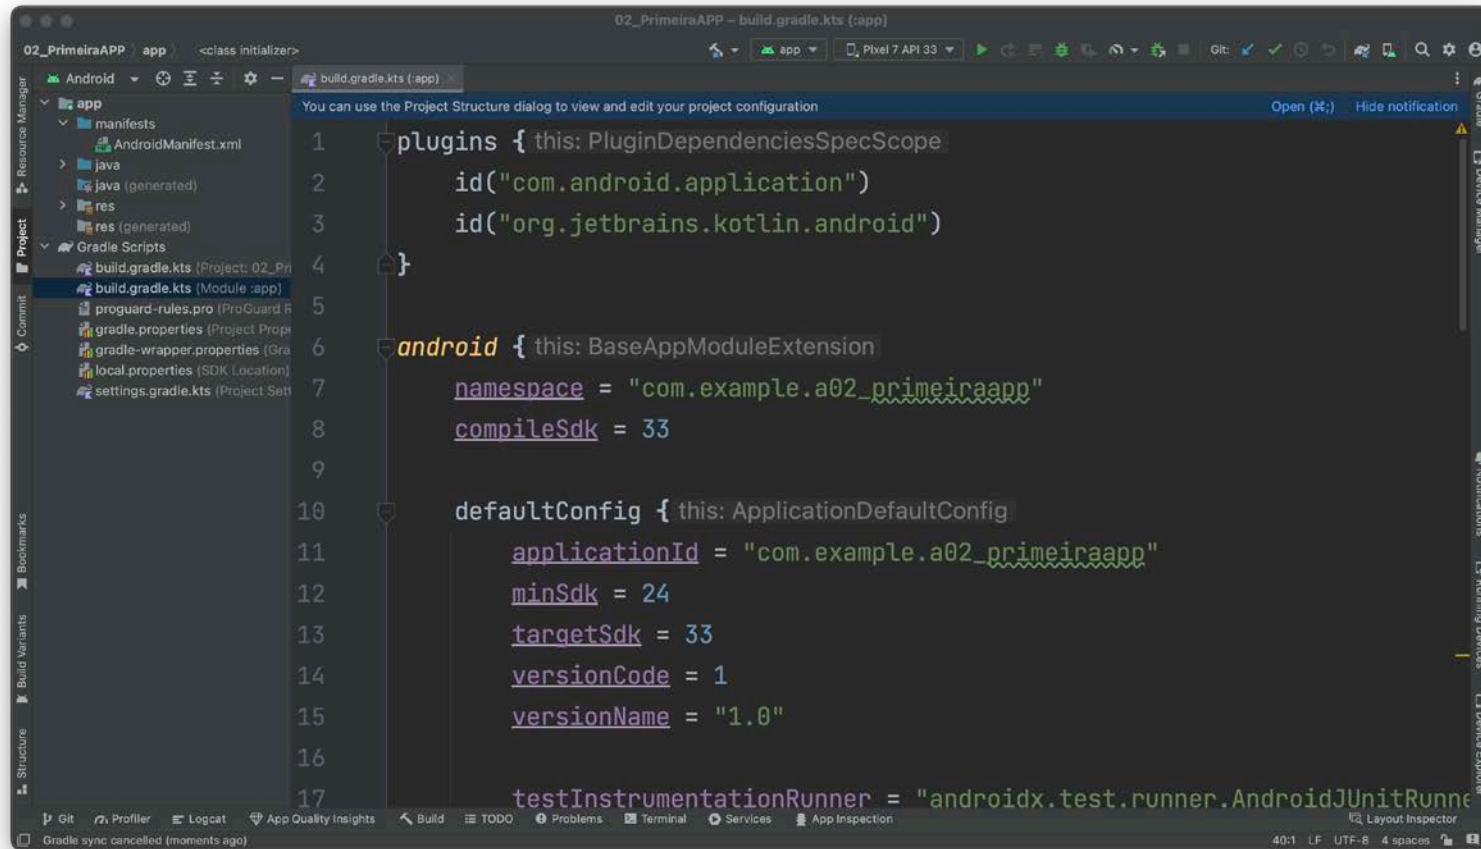 02_PrimeiraAPP – build.gradle.kts (:app)
02_PrimeiraAPP app <class initializer>
app
Pixel 7 API 33
Git:
Android
build.gradle.kts (:app)
You can use the Project Structure dialog to view and edit your project configuration
Open (⌘;) Hide notification
app
manifests
AndroidManifest.xml
java
java (generated)
res
res (generated)
Gradle Scripts
build.gradle.kts (Project: 02_Pri
build.gradle.kts (Module :app)
proguard-rules.pro (ProGuard R
gradle.properties (Project Prope
gradle-wrapper.properties (Gra
local.properties (SDK Location)
settings.gradle.kts (Project Sett
1 plugins { this: PluginDependenciesSpecScope
2 id("com.android.application")
3 id("org.jetbrains.kotlin.android")
4 }
5
6 android { this: BaseAppModuleExtension
7 namespace = "com.example.a02_primeiraapp"
8 compileSdk = 33
9
10 defaultConfig { this: ApplicationDefaultConfig
11 applicationId = "com.example.a02_primeiraapp"
12 minSdk = 24
13 targetSdk = 33
14 versionCode = 1
15 versionName = "1.0"
16
17 testInstrumentationRunner = "androidx.test.runner.AndroidJUnitRunne
Resource Manager
Project
Commit
Bookmarks
Build Variants
Structure
Git Profiler Logcat App Quality Insights Build TODO Problems Terminal Services App Inspection
Layout Inspector
Gradle sync cancelled (moments ago)
40:1 LF UTF-8 4 spaces